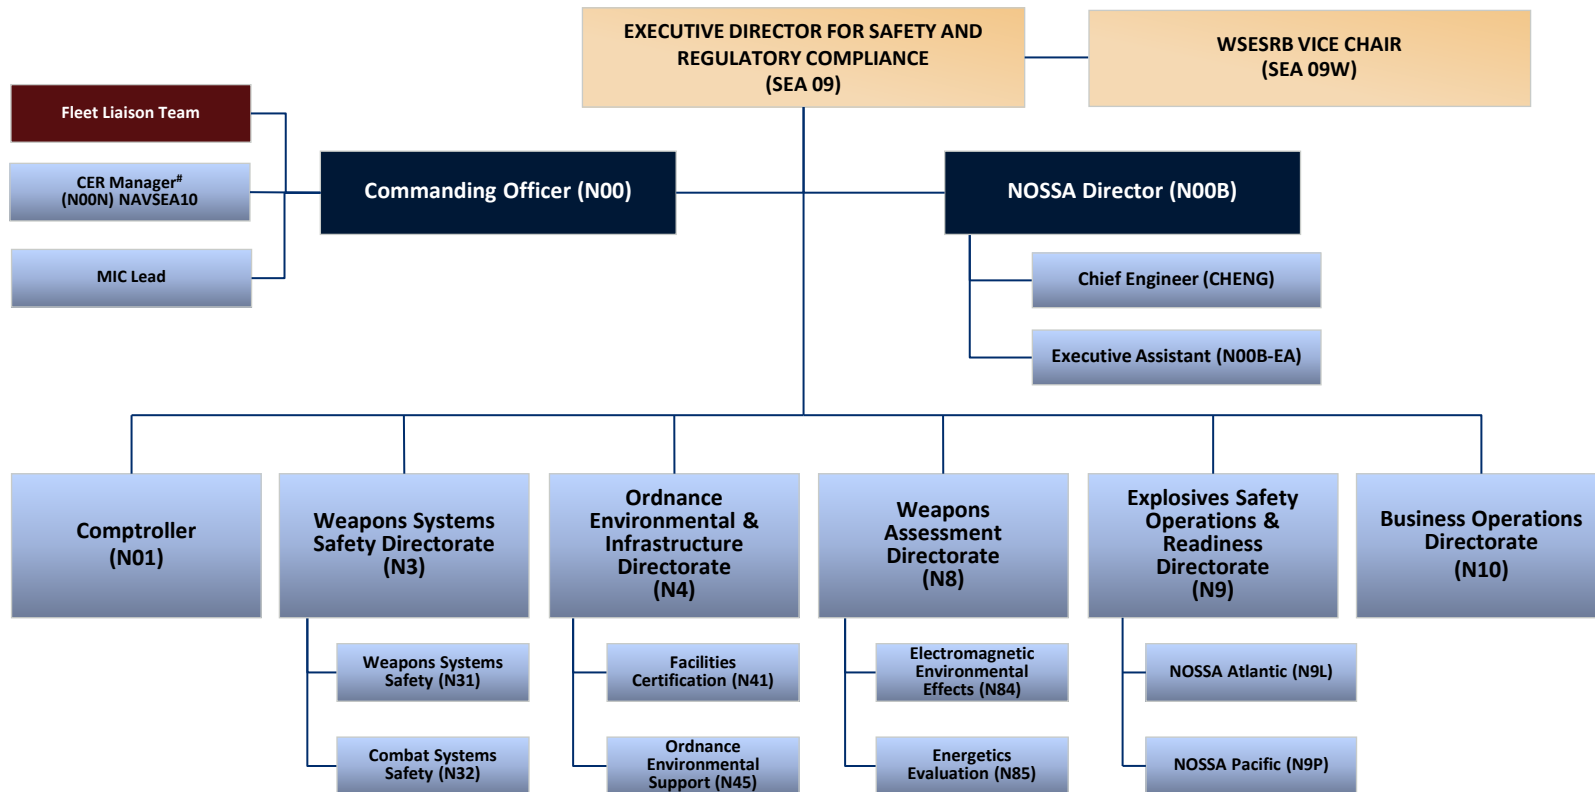 EXECUTIVE DIRECTOR FOR SAFETY AND
REGULATORY COMPLIANCE
(SEA 09)
WSESRB VICE CHAIR
(SEA 09W)
Fleet Liaison Team
CER Manager#
(N00N) NAVSEA10
MIC Lead
Commanding Officer (N00)
NOSSA Director (N00B)
Chief Engineer (CHENG)
Executive Assistant (N00B-EA)
Comptroller
(N01)
Weapons Systems
Safety Directorate
(N3)
Ordnance
Environmental &
Infrastructure
Directorate
(N4)
Weapons
Assessment
Directorate
(N8)
Explosives Safety
Operations &
Readiness
Directorate
(N9)
Business Operations
Directorate
(N10)
Weapons Systems
Safety (N31)
Facilities
Certification (N41)
Electromagnetic
Environmental
Effects (N84)
NOSSA Atlantic (N9L)
Combat Systems
Safety (N32)
Ordnance
Environmental
Support (N45)
Energetics
Evaluation (N85)
NOSSA Pacific (N9P)